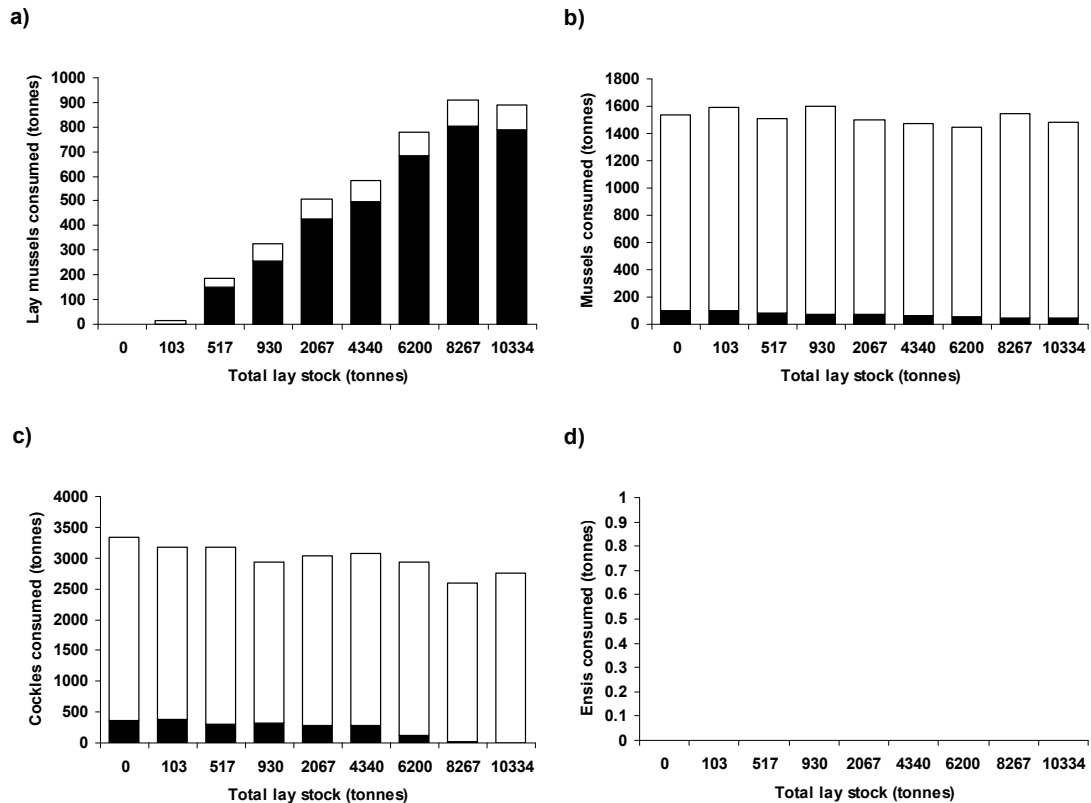 a)
Lay mussels consumed (tonnes)
1000
900
800
700
600
500
400
300
200
100
0
0 103 517 930 2067 4340 6200 8267 10334
Total lay stock (tonnes)
b)
Mussels consumed (tonnes)
1800
1600
1400
1200
1000
800
600
400
200
0
0 103 517 930 2067 4340 6200 8267 10334
Total lay stock (tonnes)
c)
Cockles consumed (tonnes)
4000
3500
3000
2500
2000
1500
1000
500
0
0 103 517 930 2067 4340 6200 8267 10334
Total lay stock (tonnes)
d)
Ensis consumed (tonnes)
1
0.9
0.8
0.7
0.6
0.5
0.4
0.3
0.2
0.1
0
0 103 517 930 2067 4340 6200 8267 10334
Total lay stock (tonnes)